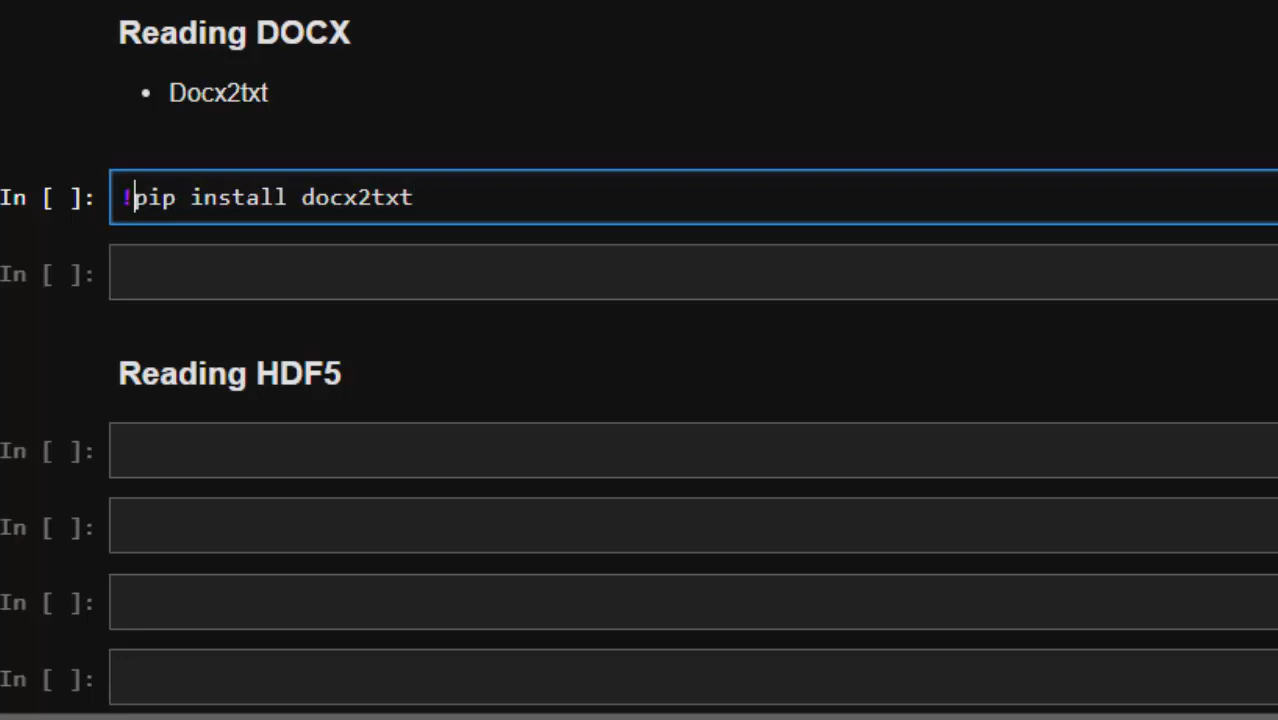 Reading DOCX
• Docx2txt
In [ ]: !pip install docx2txt
In [ ]:
Reading HDF5
In [ ]:
In [ ]:
In [ ]:
In [ ]: